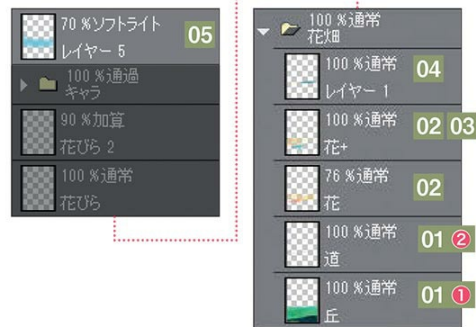 70 %ソフトライト
レイヤー 5
05
100 %通過
キャラ
90 %加算
花びら 2
100 %通常
花びら
100 %通常
花畑
100 %通常
レイヤー 1
04
100 %通常
花+
02 03
76 %通常
花
02
100 %通常
道
01 ②
100 %通常
丘
01 ①